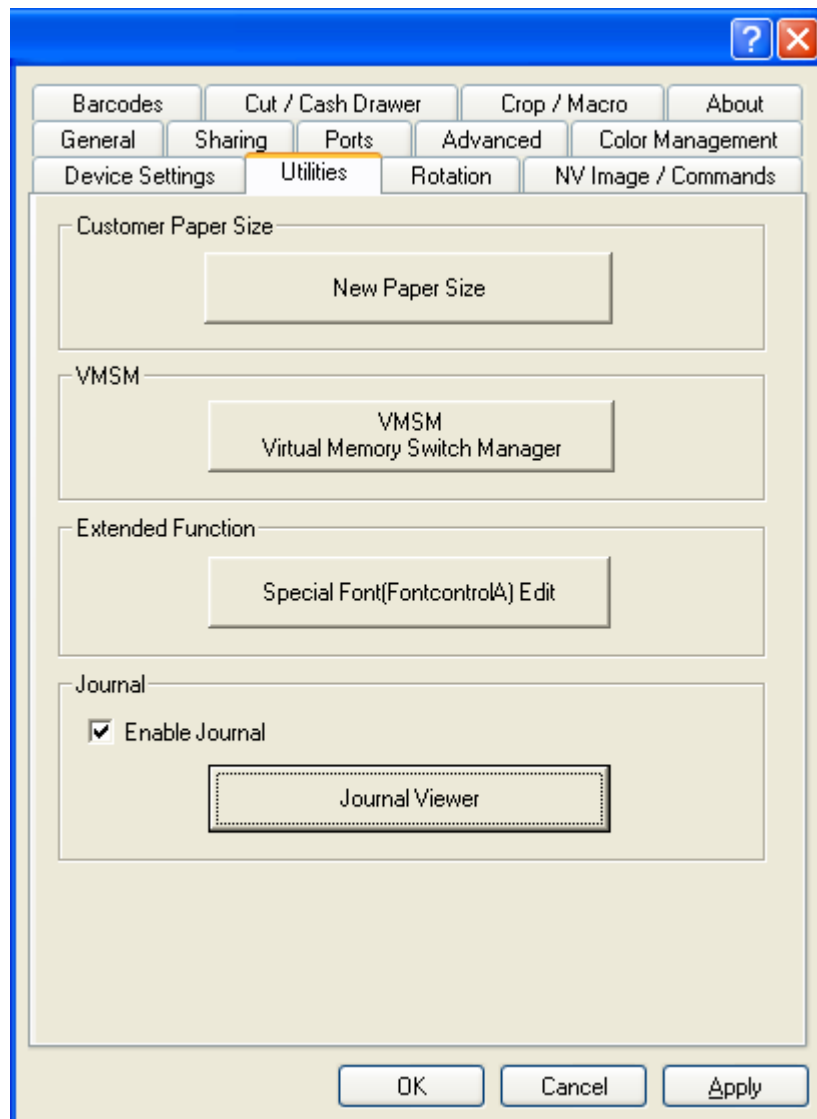 Barcodes Cut / Cash Drawer Crop / Macro About
General Sharing Ports Advanced Color Management
Device Settings Utilities Rotation NV Image / Commands
Customer Paper Size
New Paper Size
VMSM
VMSM
Virtual Memory Switch Manager
Extended Function
Special Font(FontcontrolA) Edit
Journal
Enable Journal
Journal Viewer
OK Cancel Apply